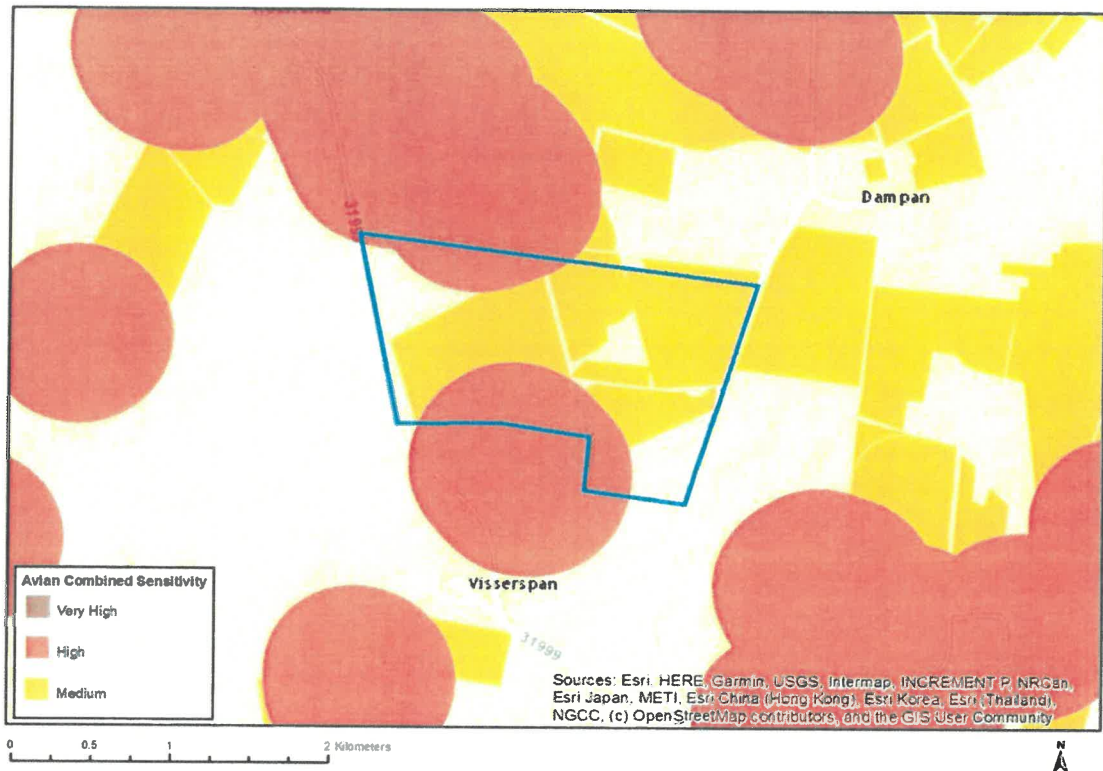 Dampan
Visserspan
31999
Avian Combined Sensitivity
Very High
High
Medium
Sources: Esri, HERE, Garmin, USGS, Intermap, INCREMENT P, NRCan,
Esri Japan, METI, Esri China (Hong Kong), Esri Korea, Esri (Thailand),
NGCC, (c) OpenStreetMap contributors, and the GIS User Community
0 0.5 1 2 Kilometers
N